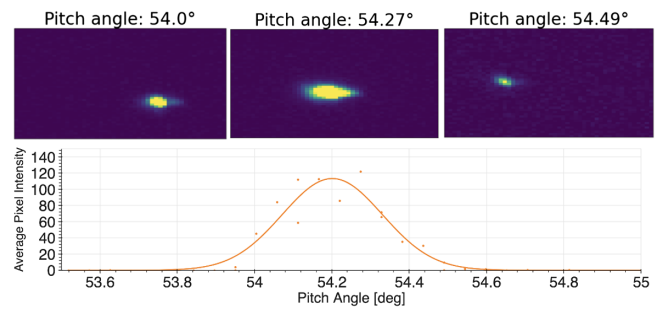 Pitch angle: 54.0° Pitch angle: 54.27° Pitch angle: 54.49°
Average Pixel Intensity
140
120
100
80
60
40
20
0
53.6 53.8 54 54.2 54.4 54.6 54.8 55
Pitch Angle [deg]